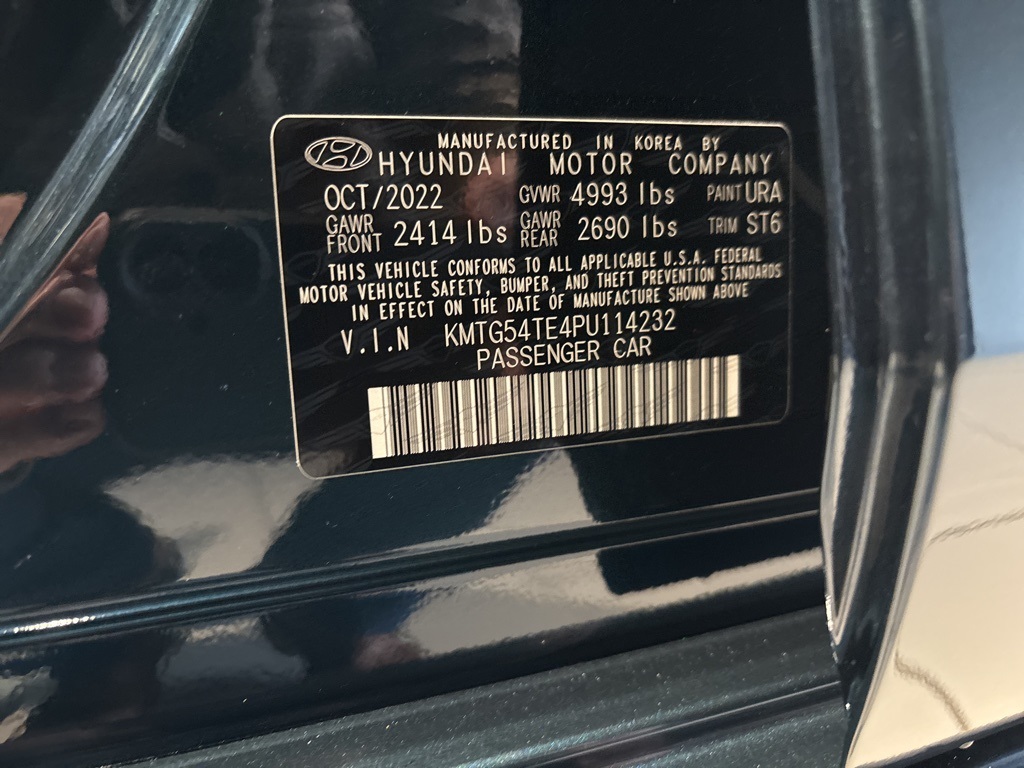 MANUFACTURED IN KOREA BY
HYUNDAI MOTOR COMPANY
OCT/2022 GVWR 4993 lbs PAINT URA
GAWR FRONT 2414 lbs GAWR REAR 2690 lbs TRIM ST6
THIS VEHICLE CONFORMS TO ALL APPLICABLE U.S.A. FEDERAL
MOTOR VEHICLE SAFETY, BUMPER, AND THEFT PREVENTION STANDARDS
IN EFFECT ON THE DATE OF MANUFACTURE SHOWN ABOVE
V.I.N KMTG54TE4PU114232
PASSENGER CAR